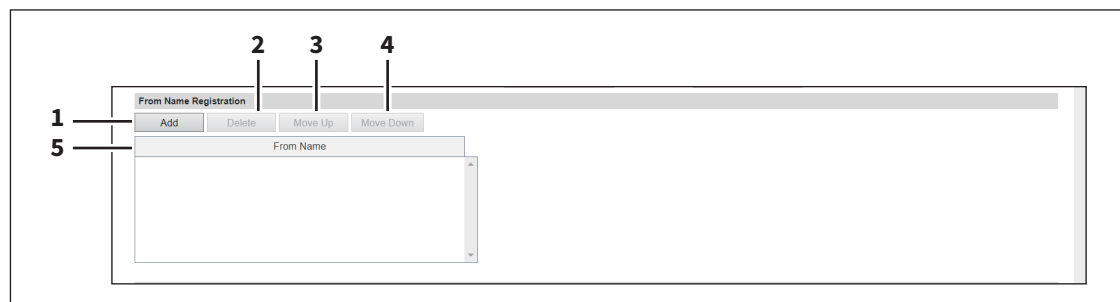 2 3 4
From Name Registration
1 Add Delete Move Up Move Down
5 From Name